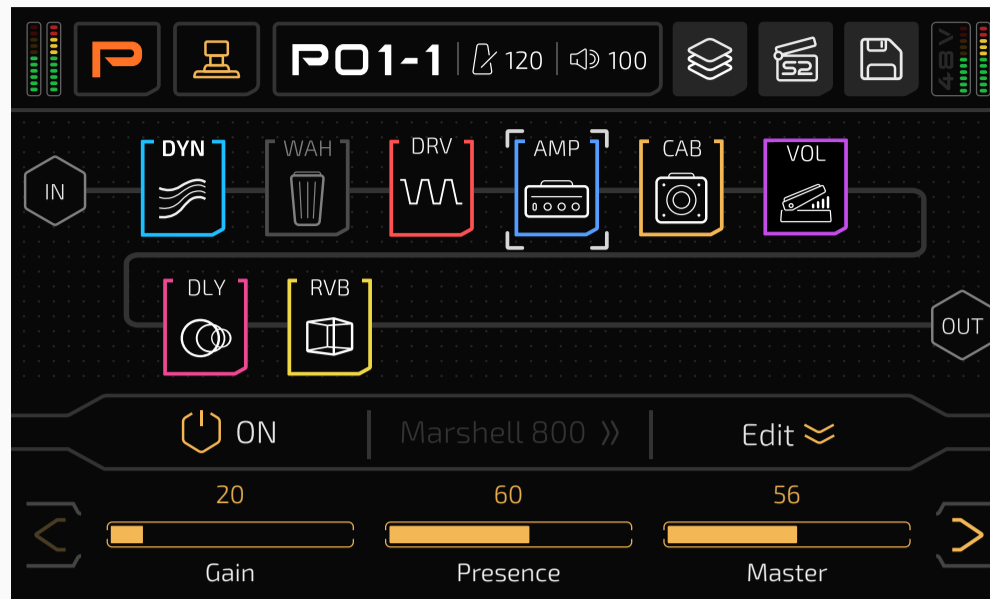 P P01-1 120 100 S2 48V
DYN WAH DRV AMP CAB VOL
IN
DLY RVB
OUT
ON Marshell 800 Edit
20 60 56
Gain Presence Master